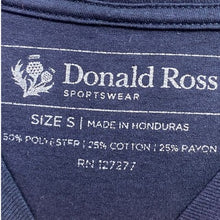 Donald Ross
SPORTSWEAR
SIZE S | MADE IN HONDURAS
50% POLYESTER | 25% COTTON | 25% RAYON
RN 127277